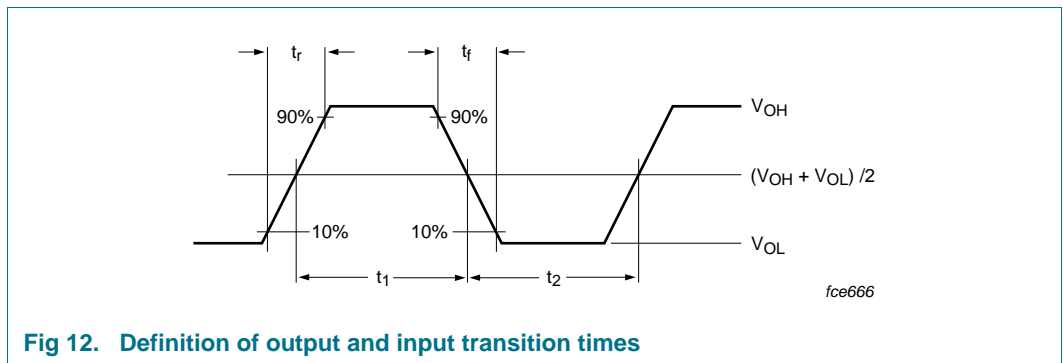 tr tf
90% 90% VOH
(VOH + VOL) /2
10% 10%
VOL
t1 t2
fce666
Fig 12. Definition of output and input transition times